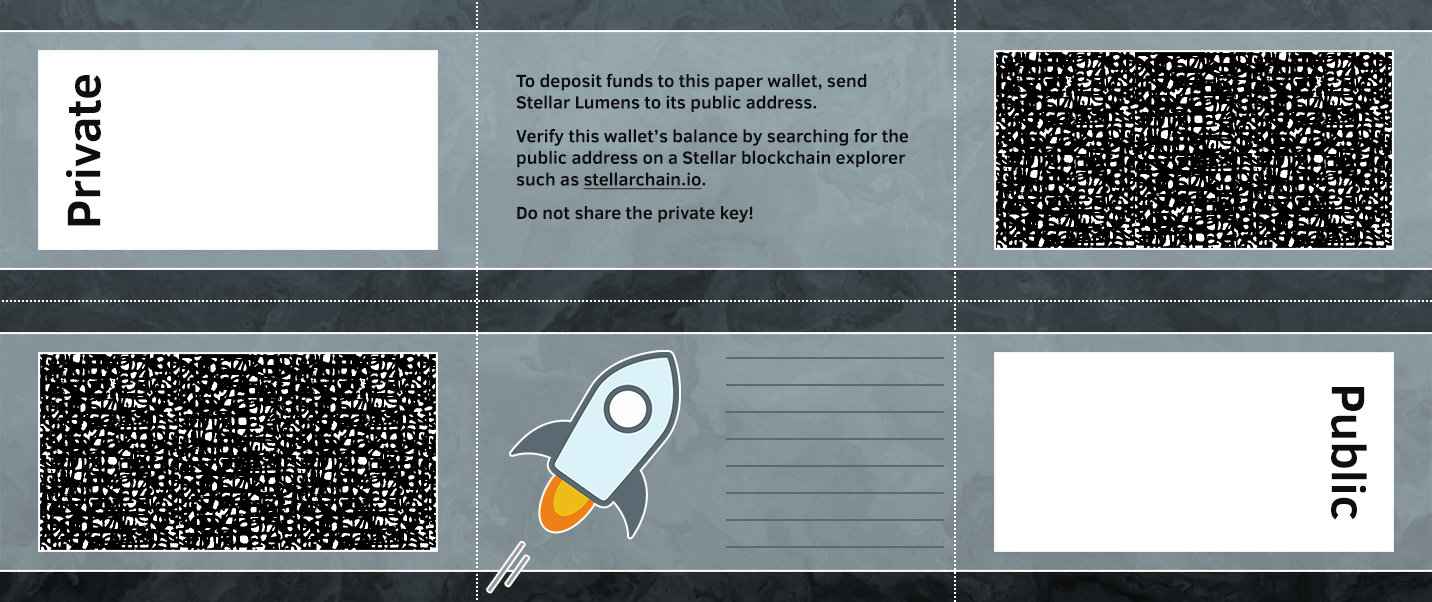 Private
To deposit funds to this paper wallet, send
Stellar Lumens to its public address.
Verify this wallet’s balance by searching for the
public address on a Stellar blockchain explorer
such as stellarchain.io.
Do not share the private key!
Public